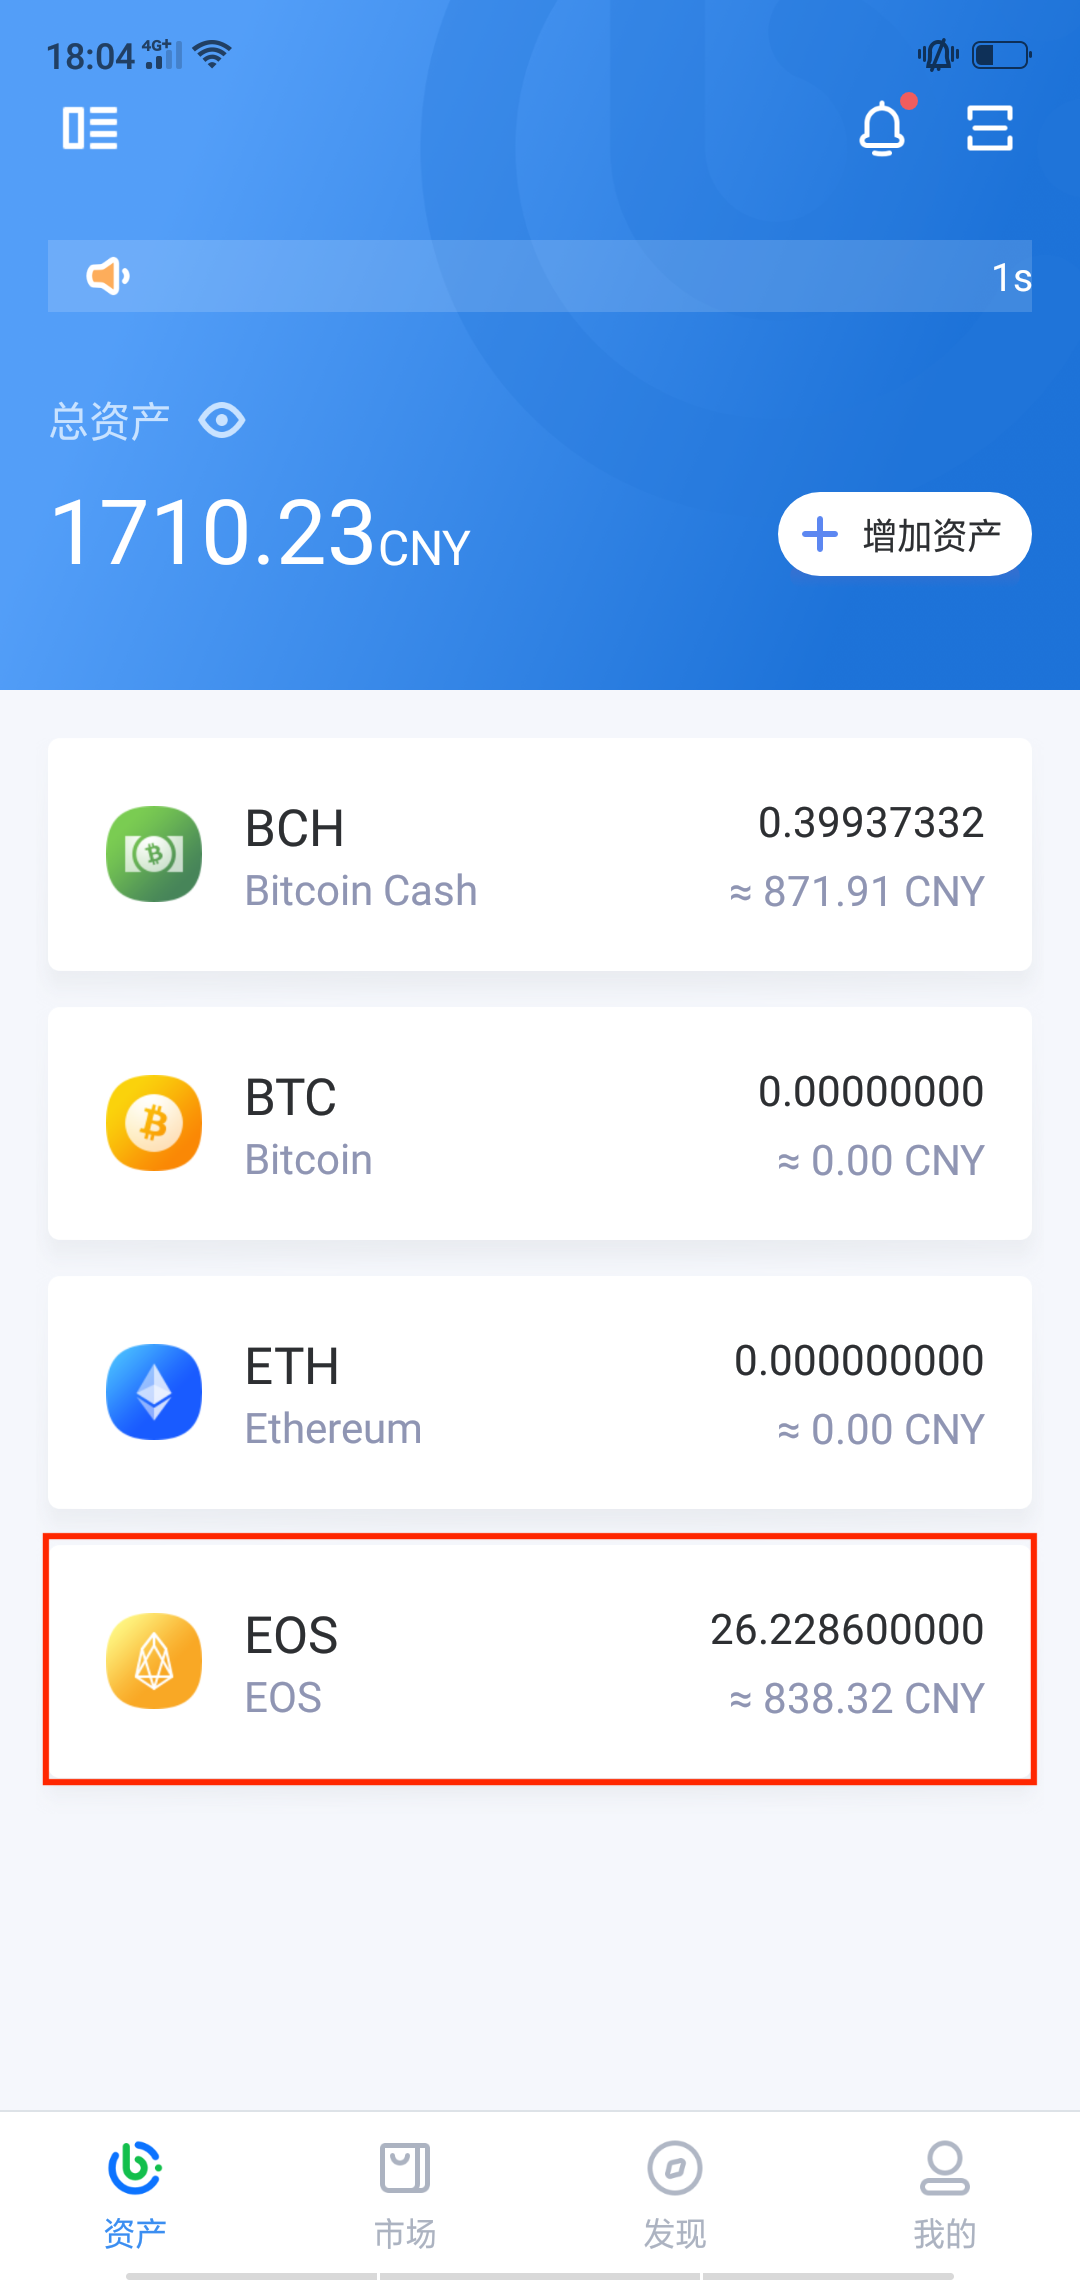 18:04 4G+
1s
总资产
1710.23 CNY
增加资产
BCH 0.39937332
Bitcoin Cash ≈ 871.91 CNY
BTC 0.00000000
Bitcoin ≈ 0.00 CNY
ETH 0.000000000
Ethereum ≈ 0.00 CNY
EOS 26.228600000
EOS ≈ 838.32 CNY
资产 市场 发现 我的